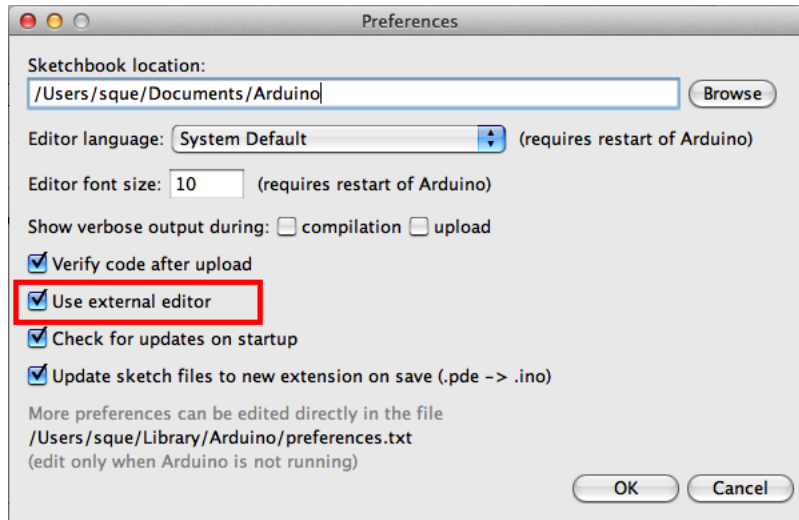 Preferences
Sketchbook location:
/Users/sque/Documents/Arduino
Browse
Editor language: System Default (requires restart of Arduino)
Editor font size: 10 (requires restart of Arduino)
Show verbose output during: compilation upload
Verify code after upload
Use external editor
Check for updates on startup
Update sketch files to new extension on save (.pde -> .ino)
More preferences can be edited directly in the file
/Users/sque/Library/Arduino/preferences.txt
(edit only when Arduino is not running)
OK Cancel